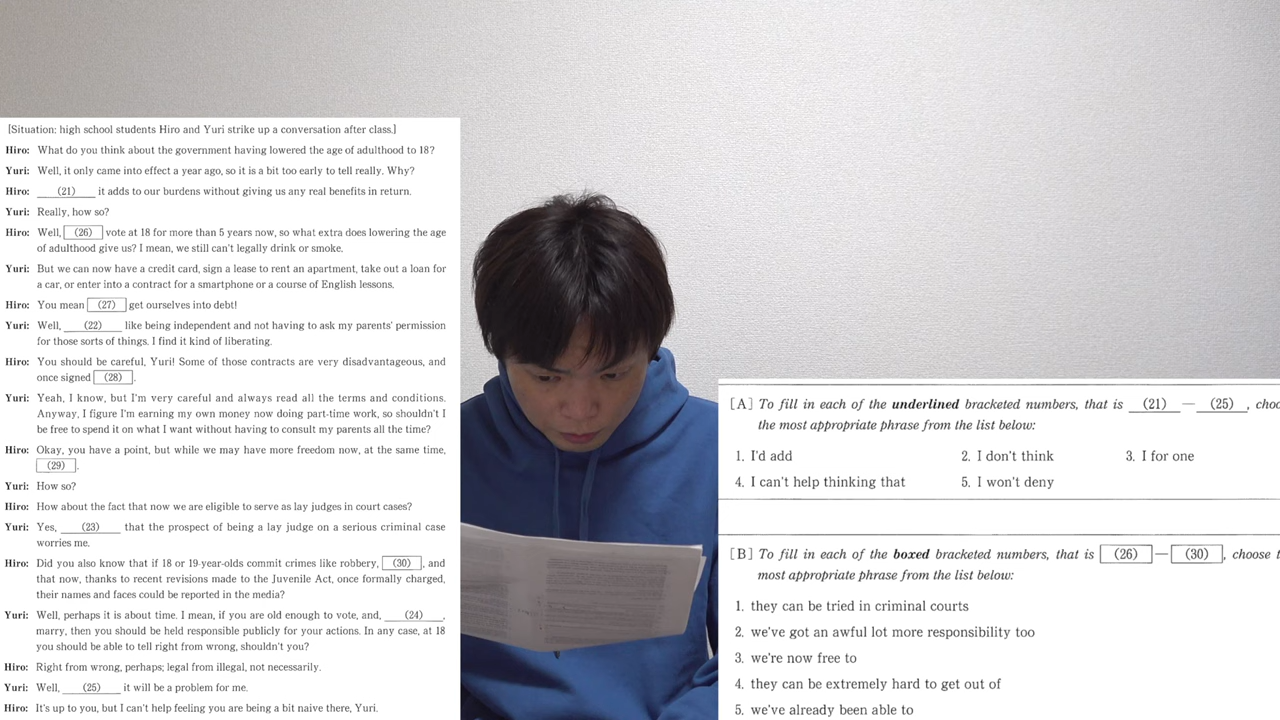 [Situation: high school students Hiro and Yuri strike up a conversation after class.]
Hiro: What do you think about the government having lowered the age of adulthood to 18?
Yuri: Well, it only came into effect a year ago, so it is a bit too early to tell really. Why?
Hiro: (21) it adds to our burdens without giving us any real benefits in return.
Yuri: Really, how so?
Hiro: Well, (26) vote at 18 for more than 5 years now, so what extra does lowering the age
of adulthood give us? I mean, we still can't legally drink or smoke.
Yuri: But we can now have a credit card, sign a lease to rent an apartment, take out a loan for
a car, or enter into a contract for a smartphone or a course of English lessons.
Hiro: You mean (27) get ourselves into debt!
Yuri: Well, (22) like being independent and not having to ask my parents' permission
for those sorts of things. I find it kind of liberating.
Hiro: You should be careful, Yuri! Some of those contracts are very disadvantageous, and
once signed (28).
Yuri: Yeah, I know, but I'm very careful and always read all the terms and conditions.
Anyway, I figure I'm earning my own money now doing part-time work, so shouldn't I
be free to spend it on what I want without having to consult my parents all the time?
Hiro: Okay, you have a point, but while we may have more freedom now, at the same time,
(29).
Yuri: How so?
Hiro: How about the fact that now we are eligible to serve as lay judges in court cases?
Yuri: Yes, (23) that the prospect of being a lay judge on a serious criminal case
worries me.
Hiro: Did you also know that if 18 or 19-year-olds commit crimes like robbery, (30), and
that now, thanks to recent revisions made to the Juvenile Act, once formally charged,
their names and faces could be reported in the media?
Yuri: Well, perhaps it is about time. I mean, if you are old enough to vote, and, (24),
marry, then you should be held responsible publicly for your actions. In any case, at 18
you should be able to tell right from wrong, shouldn't you?
Hiro: Right from wrong, perhaps; legal from illegal, not necessarily.
Yuri: Well, (25) it will be a problem for me.
Hiro: It's up to you, but I can't help feeling you are being a bit naive there, Yuri.
[A] To fill in each of the underlined bracketed numbers, that is (21) — (25), choo
the most appropriate phrase from the list below:
1. I'd add 2. I don't think 3. I for one
4. I can't help thinking that 5. I won't deny
[B] To fill in each of the boxed bracketed numbers, that is (26) — (30), choose t
most appropriate phrase from the list below:
1. they can be tried in criminal courts
2. we've got an awful lot more responsibility too
3. we're now free to
4. they can be extremely hard to get out of
5. we've already been able to